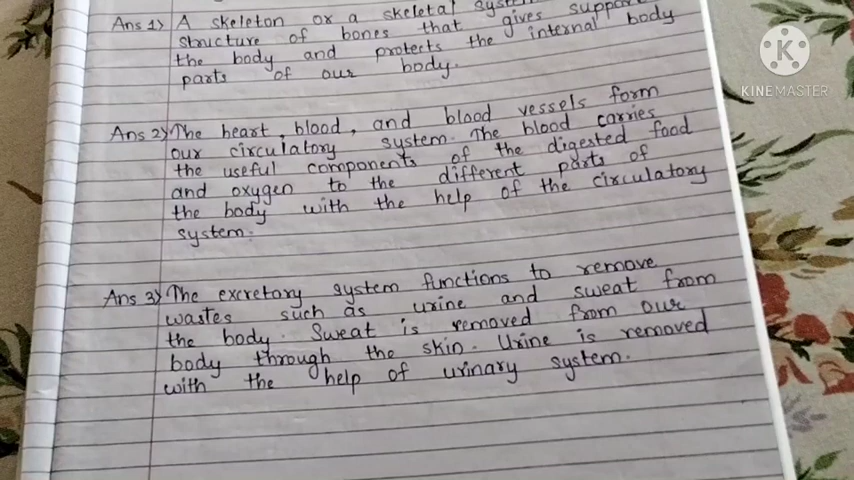 Ans 1) A skeleton or a skeletal system
structure of bones that gives support
the body and protects the internal body
parts of our body.
Ans 2) The heart, blood, and blood vessels form
our circulatory system. The blood carries
the useful components of the digested food
and oxygen to the different parts of
the body with the help of the circulatory
system.
Ans 3) The excretory system functions to remove
wastes such as urine and sweat from
the body. Sweat is removed from our
body through the skin. Urine is removed
with the help of urinary system.
KINEMASTER